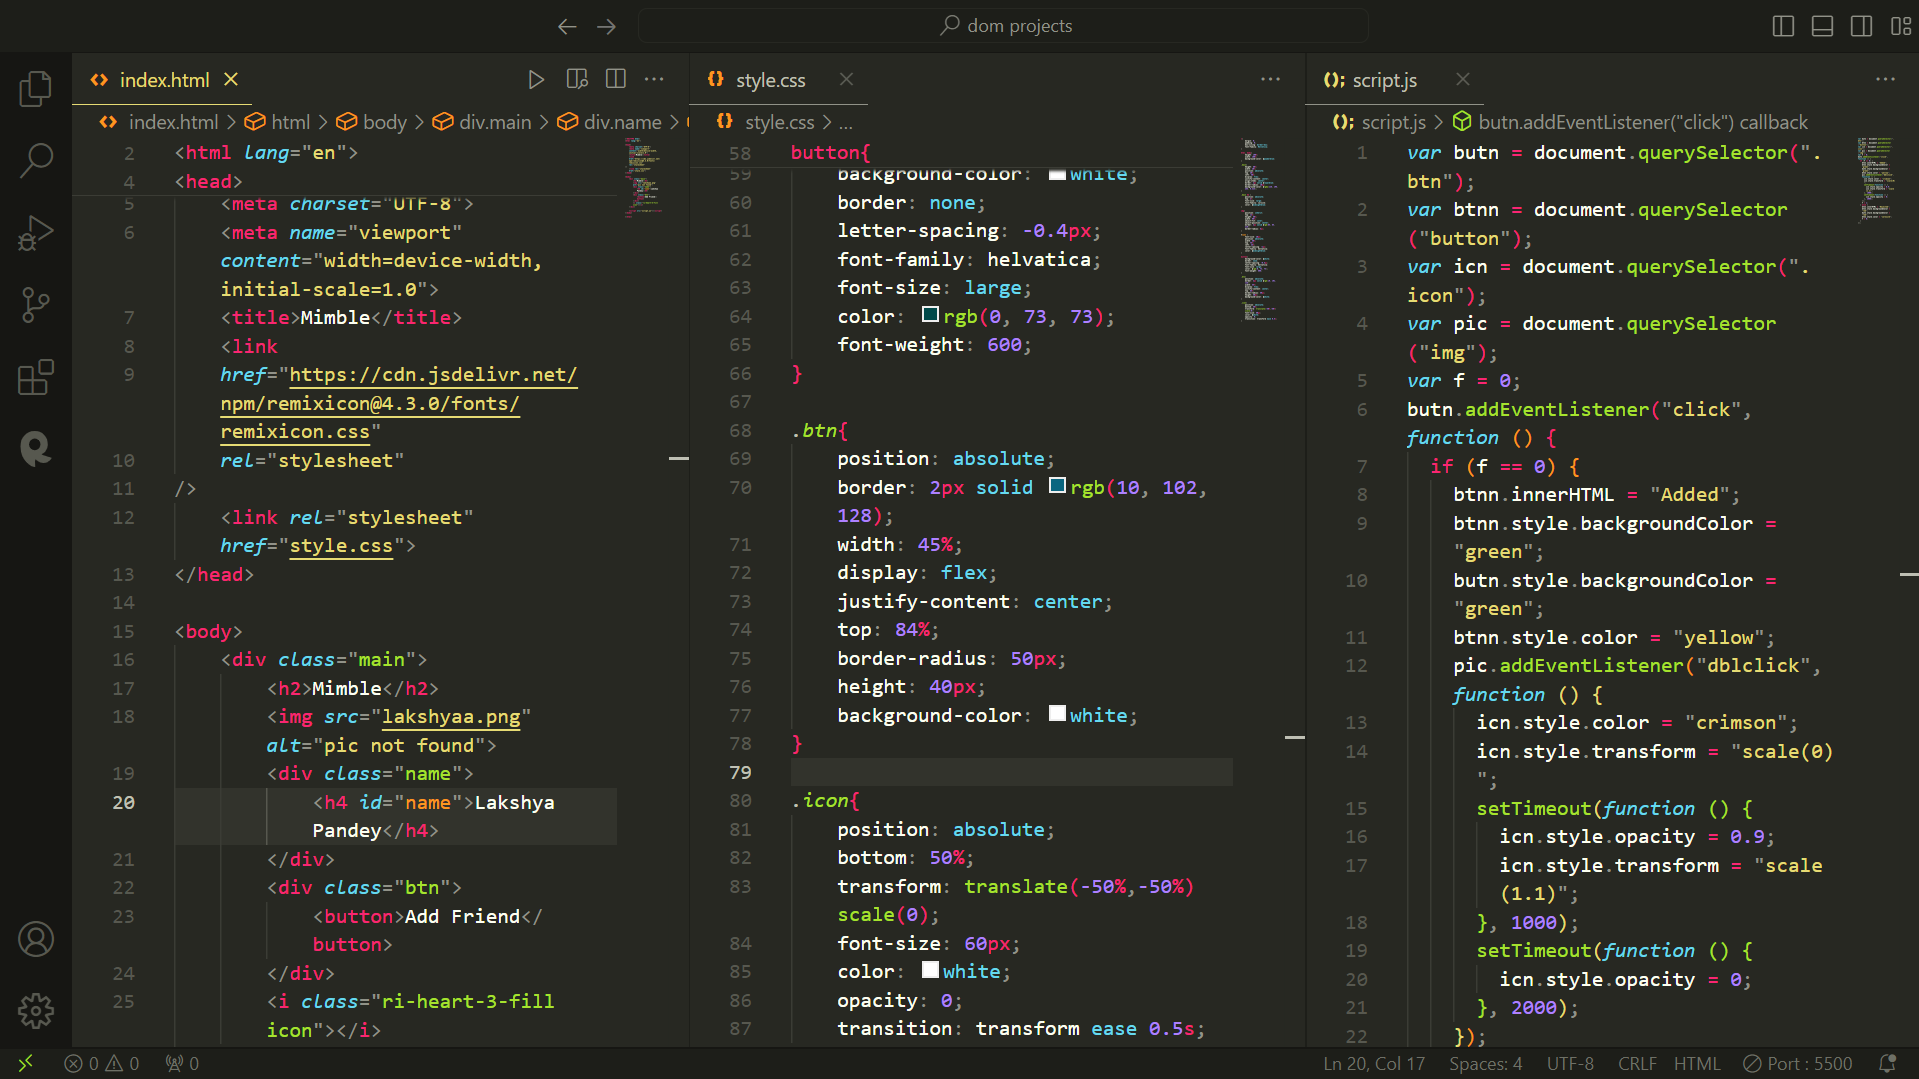 dom projects
index.html
index.html > html > body > div.main > div.name >
2 <html lang="en">
4 <head>
5 <meta charset="UTF-8">
6 <meta name="viewport"
content="width=device-width,
initial-scale=1.0">
7 <title>Mimble</title>
8 <link
9 href="https://cdn.jsdelivr.net/
npm/remixicon@4.3.0/fonts/
remixicon.css"
10 rel="stylesheet"
11 />
12 <link rel="stylesheet"
href="style.css">
13 </head>
14
15 <body>
16 <div class="main">
17 <h2>Mimble</h2>
18 <img src="lakshyaa.png"
alt="pic not found">
19 <div class="name">
20 <h4 id="name">Lakshya
Pandey</h4>
21 </div>
22 <div class="btn">
23 <button>Add Friend</
button>
24 </div>
25 <i class="ri-heart-3-fill
icon"></i>
style.css
style.css > ...
58 button{
59 background-color: white;
60 border: none;
61 letter-spacing: -0.4px;
62 font-family: helvatica;
63 font-size: large;
64 color: rgb(0, 73, 73);
65 font-weight: 600;
66 }
67
68 .btn{
69 position: absolute;
70 border: 2px solid rgb(10, 102,
128);
71 width: 45%;
72 display: flex;
73 justify-content: center;
74 top: 84%;
75 border-radius: 50px;
76 height: 40px;
77 background-color: white;
78 }
79
80 .icon{
81 position: absolute;
82 bottom: 50%;
83 transform: translate(-50%,-50%)
scale(0);
84 font-size: 60px;
85 color: white;
86 opacity: 0;
87 transition: transform ease 0.5s;
script.js
script.js > butn.addEventListener("click") callback
1 var butn = document.querySelector(".
btn");
2 var btnn = document.querySelector
("button");
3 var icn = document.querySelector(".
icon");
4 var pic = document.querySelector
("img");
5 var f = 0;
6 butn.addEventListener("click",
function () {
7 if (f == 0) {
8 btnn.innerHTML = "Added";
9 btnn.style.backgroundColor =
"green";
10 butn.style.backgroundColor =
"green";
11 btnn.style.color = "yellow";
12 pic.addEventListener("dblclick",
function () {
13 icn.style.color = "crimson";
14 icn.style.transform = "scale(0)
";
15 setTimeout(function () {
16 icn.style.opacity = 0.9;
17 icn.style.transform = "scale
(1.1)";
18 }, 1000);
19 setTimeout(function () {
20 icn.style.opacity = 0;
21 }, 2000);
22 });
0 0 0 Ln 20, Col 17 Spaces: 4 UTF-8 CRLF HTML Port : 5500